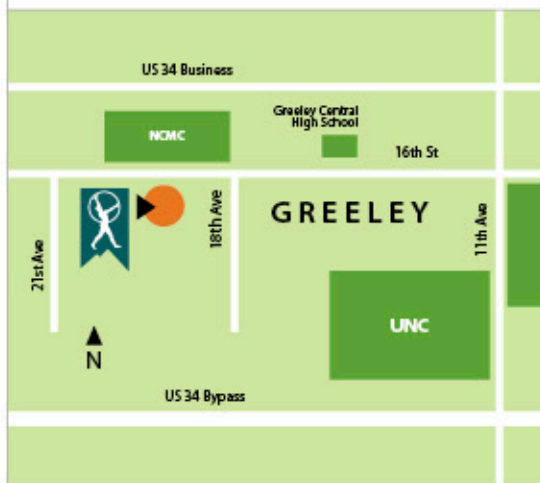 US 34 Business
NCMC
Greeley Central
High School
16th St
GREELEY
18th Ave
11th Ave
21st Ave
UNC
N
US 34 Bypass